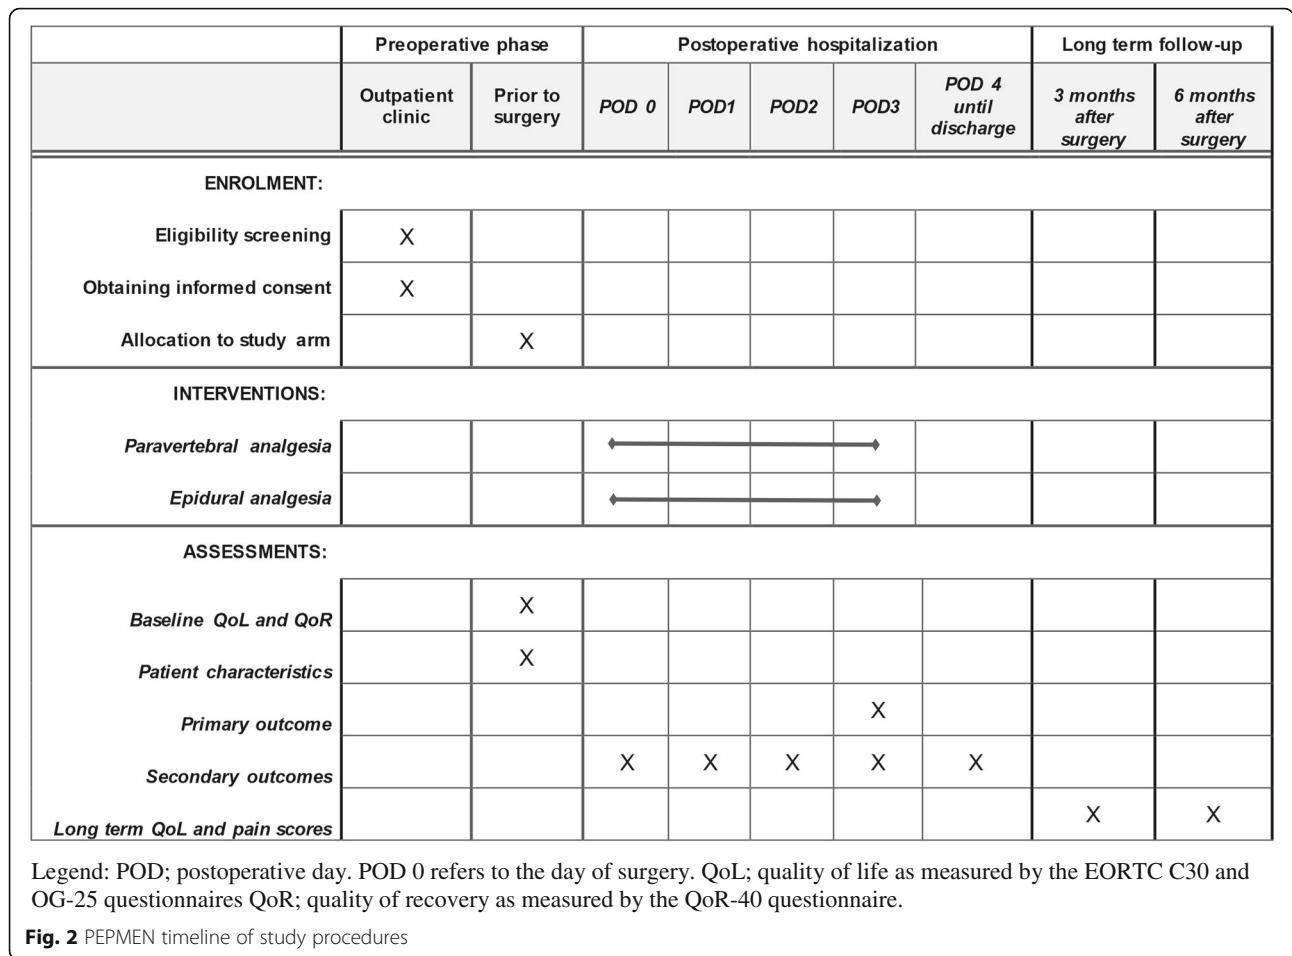 Preoperative phase Postoperative hospitalization Long term follow-up
Outpatient clinic Prior to surgery POD 0 POD1 POD2 POD3 POD 4 until discharge 3 months after surgery 6 months after surgery
ENROLMENT:
Eligibility screening X
Obtaining informed consent X
Allocation to study arm X
INTERVENTIONS:
Paravertebral analgesia
Epidural analgesia
ASSESSMENTS:
Baseline QoL and QoR X
Patient characteristics X
Primary outcome X
Secondary outcomes X X X X X
Long term QoL and pain scores X X
Legend: POD; postoperative day. POD 0 refers to the day of surgery. QoL; quality of life as measured by the EORTC C30 and
OG-25 questionnaires QoR; quality of recovery as measured by the QoR-40 questionnaire.
Fig. 2 PEPMEN timeline of study procedures